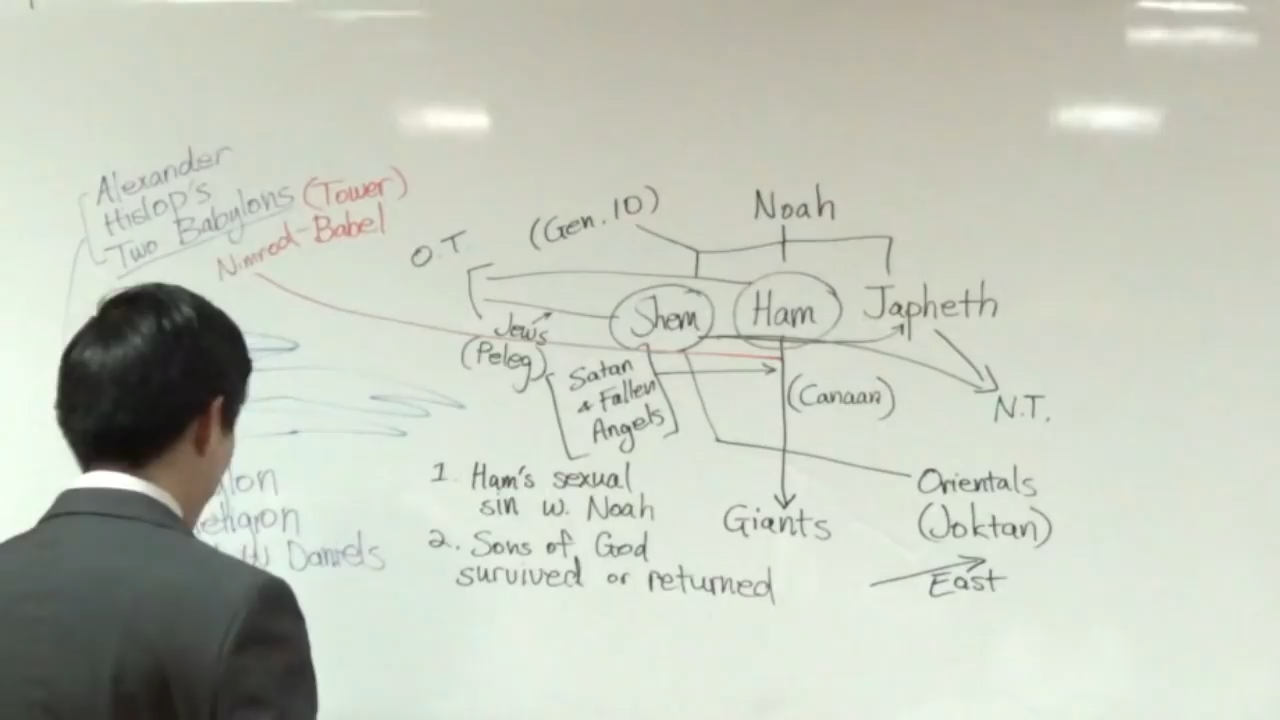 Alexander
Hislop's
Two Babylons (Tower)
Nimrod-Babel
O.T.
(Gen. 10)
Noah
Shem
Ham
Japheth
Jews
(Peleg)
Satan
& Fallen
Angels
(Canaan)
N.T.
1. Ham's sexual
sin w. Noah
2. Sons of God
survived or returned
Giants
Orientals
(Joktan)
East
lon
eligion
W Daniels